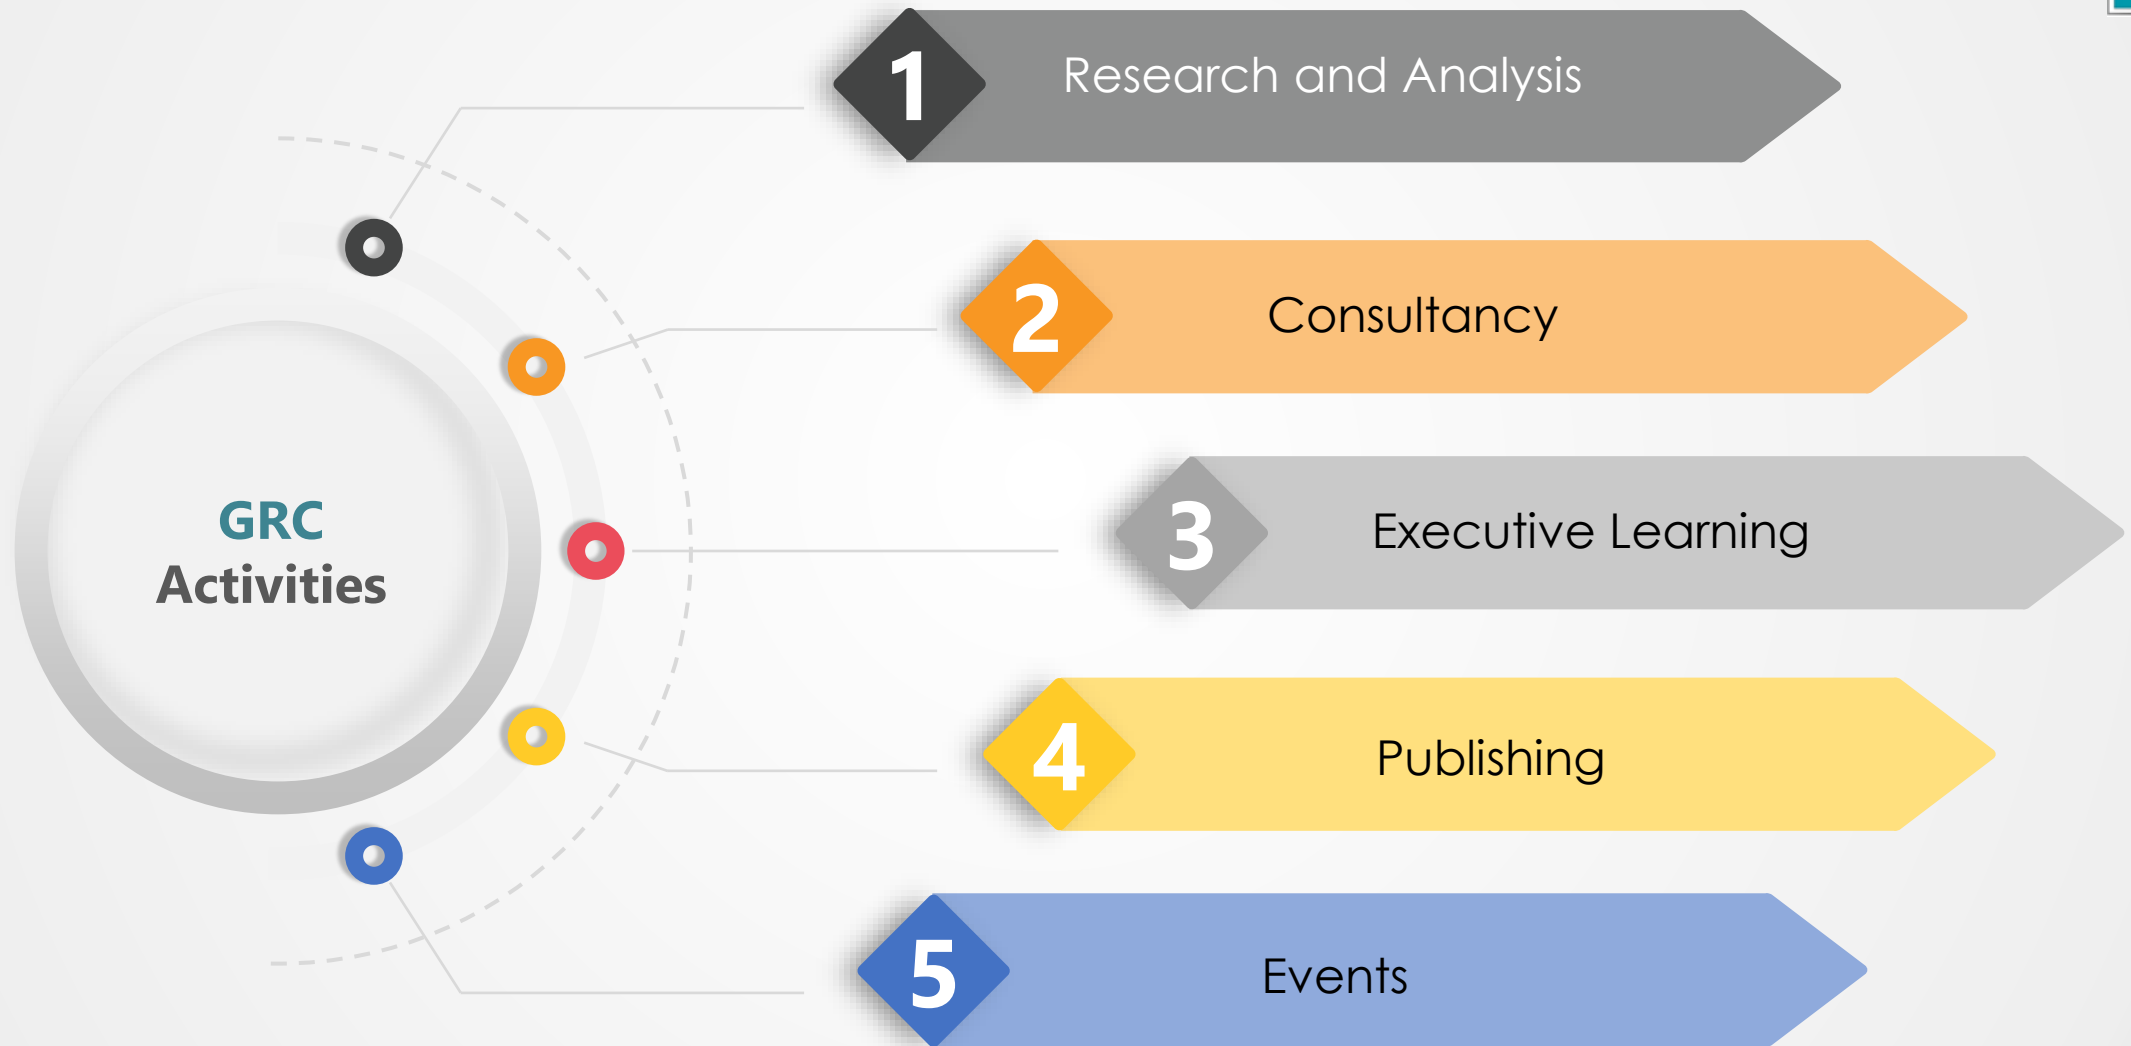 GRC
Activities
1
Research and Analysis
2
Consultancy
3
Executive Learning
4
Publishing
5
Events